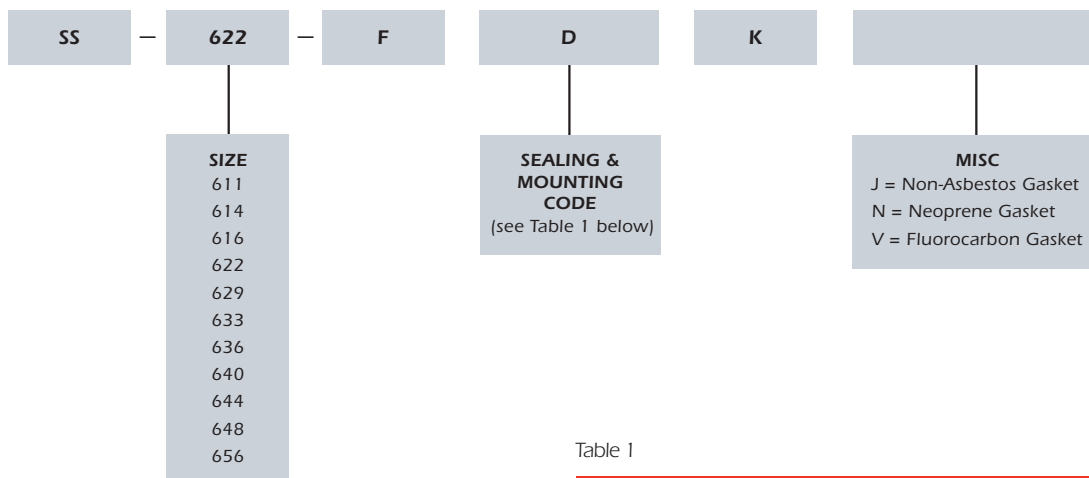 SS – 622 – F D K
SIZE
611
614
616
622
629
633
636
640
644
648
656
SEALING &
MOUNTING
CODE
(see Table 1 below)
MISC
J = Non-Asbestos Gasket
N = Neoprene Gasket
V = Fluorocarbon Gasket
Table 1